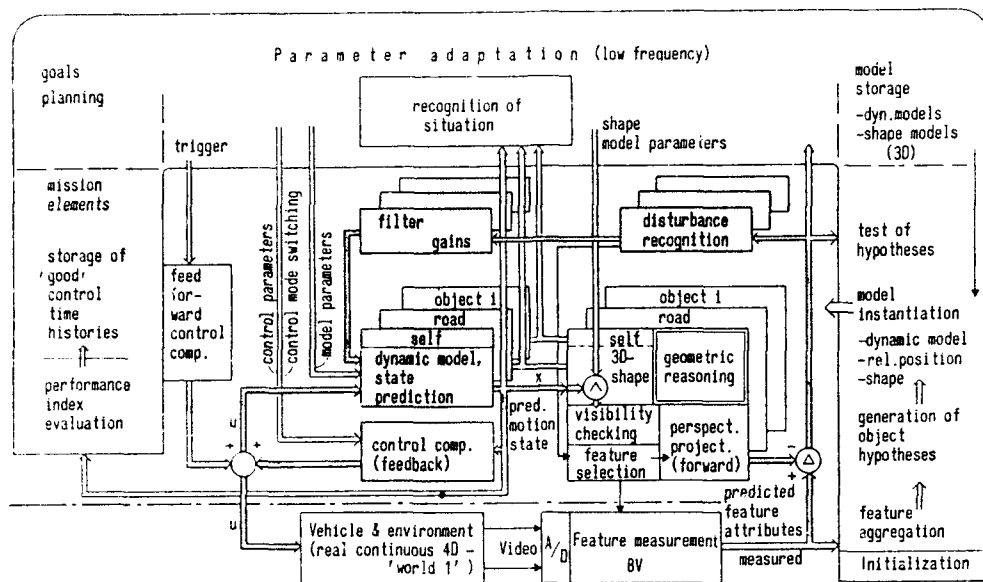 Parameter adaptation (low frequency)
goals
planning
recognition of
situation
trigger
shape
model parameters
model
storage
-dyn.models
-shape models
(3D)
mission
elements
storage of
'good'
control
time
histories
performance
index
evaluation
feed
for-
ward
control
comp.
control parameters
control mode switching
model parameters
filter
gains
disturbance
recognition
test of
hypotheses
object i
road
self
dynamic model,
state
prediction
x
pred.
motion
state
object i
road
self
3D-
shape
geometric
reasoning
visibility
checking
feature
selection
perspect.
project.
(forward)
model
instantiation
-dynamic model
-rel.position
-shape
generation of
object
hypotheses
feature
aggregation
Initialization
u
+
+
control comp.
(feedback)
-
Δ
+
predicted
feature
attributes
measured
u
Vehicle & environment
(real continuous 4D -
'world 1')
Video
A/D
Feature measurement
BV